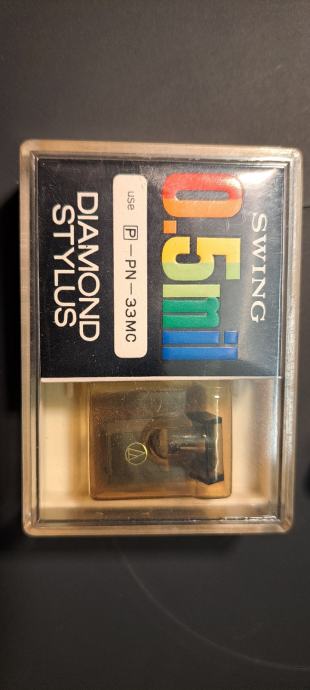 SWING
0.5mil
use P-PN-33MC
DIAMOND
STYLUS